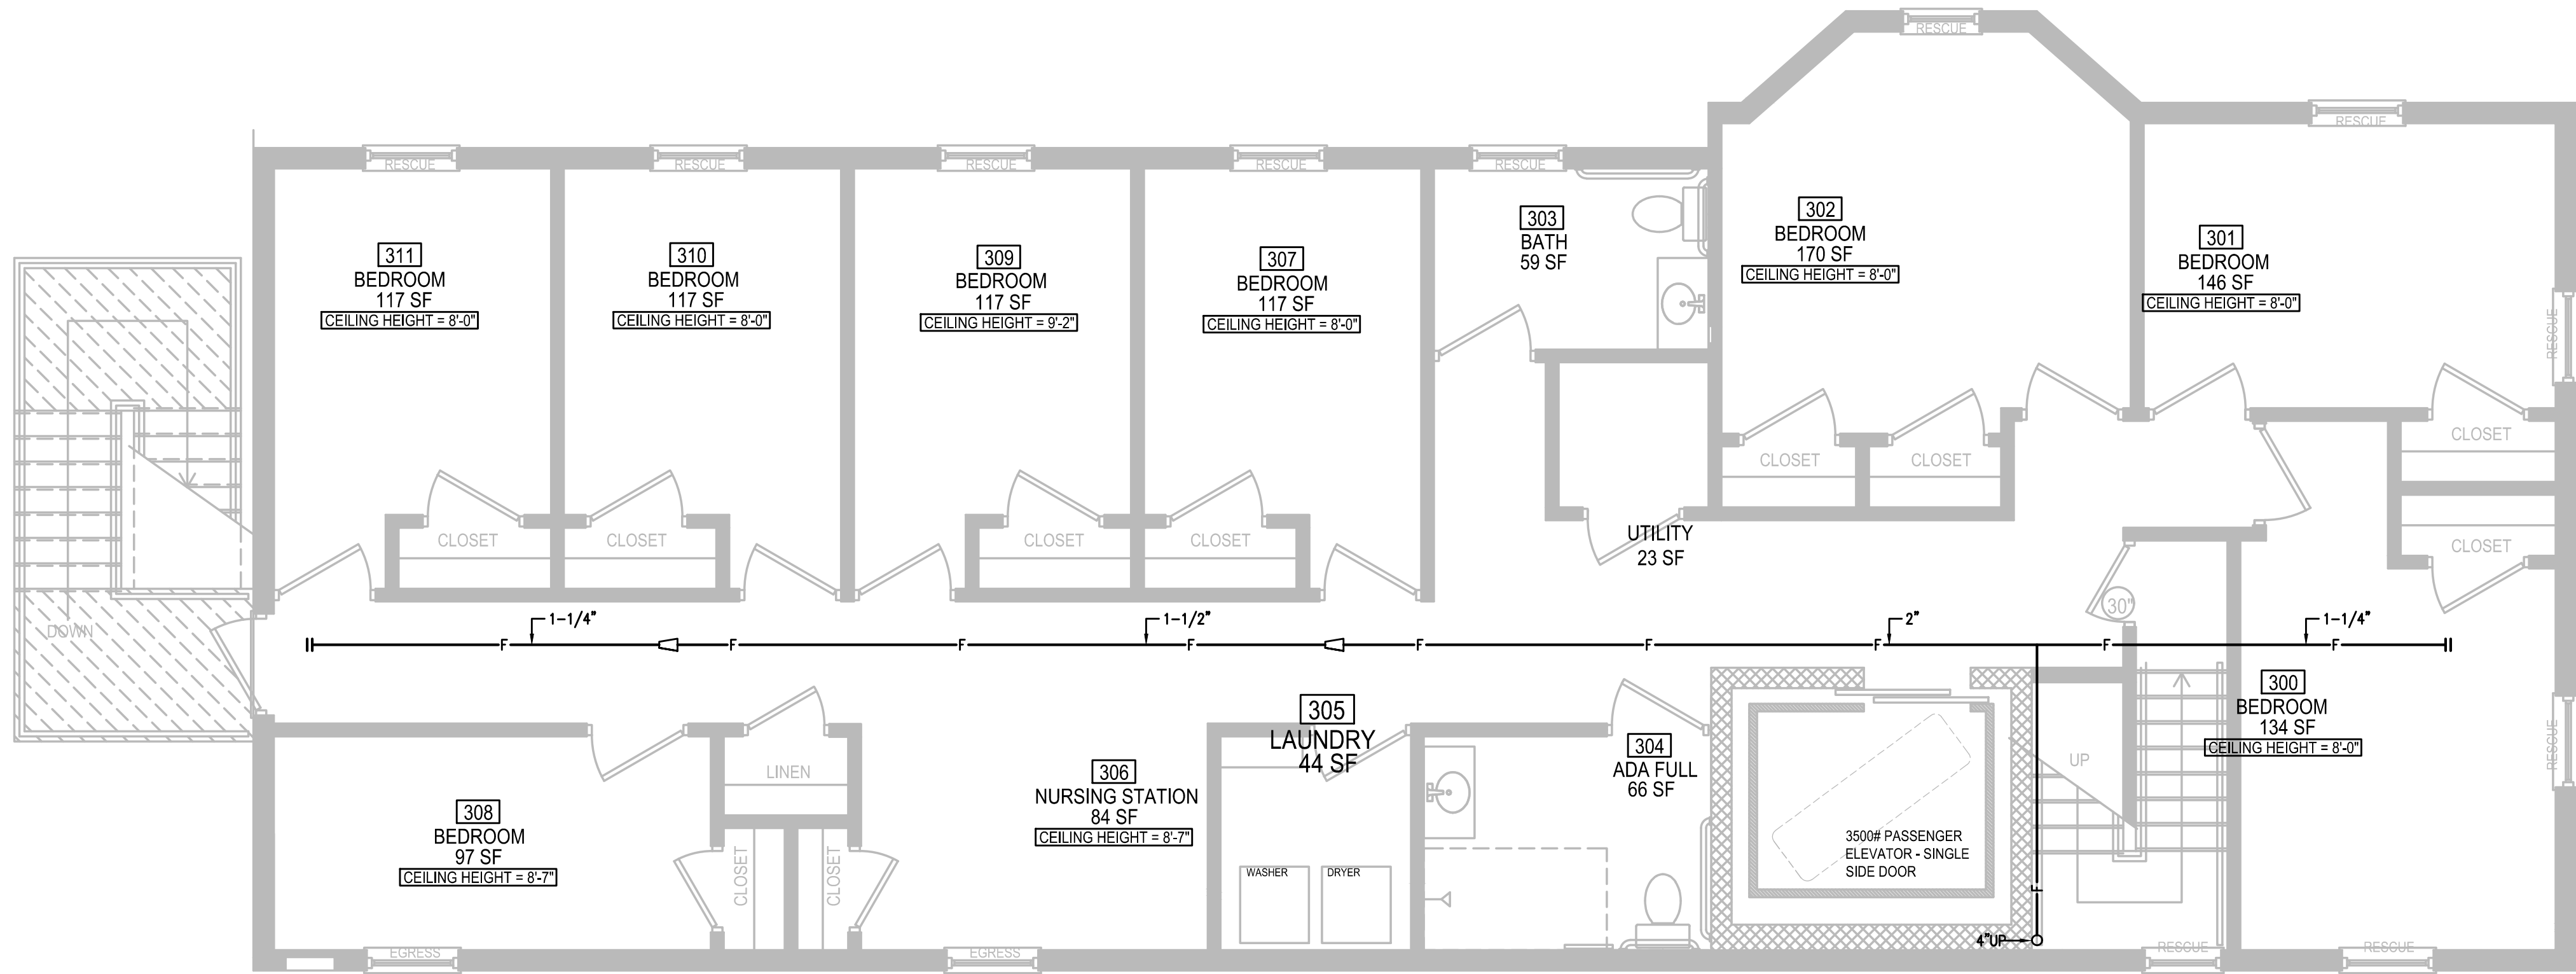 RESCUE
RESCUE
RESCUE
RESCUE
RESCUE
RESCUE
RESCUE
311
BEDROOM
117 SF
CEILING HEIGHT = 8'-0"
310
BEDROOM
117 SF
CEILING HEIGHT = 8'-0"
309
BEDROOM
117 SF
CEILING HEIGHT = 9'-2"
307
BEDROOM
117 SF
CEILING HEIGHT = 8'-0"
303
BATH
59 SF
302
BEDROOM
170 SF
CEILING HEIGHT = 8'-0"
301
BEDROOM
146 SF
CEILING HEIGHT = 8'-0"
RESCUE
CLOSET
CLOSET
CLOSET
CLOSET
CLOSET
CLOSET
CLOSET
CLOSET
UTILITY
23 SF
30"
DOWN
1-1/4"
1-1/2"
2"
1-1/4"
F
F
F
F
F
F
F
F
F
F
300
BEDROOM
134 SF
CEILING HEIGHT = 8'-0"
RESCUE
305
LAUNDRY
44 SF
304
ADA FULL
66 SF
UP
LINEN
306
NURSING STATION
84 SF
CEILING HEIGHT = 8'-7"
308
BEDROOM
97 SF
CEILING HEIGHT = 8'-7"
CLOSET
CLOSET
WASHER
DRYER
3500# PASSENGER
ELEVATOR - SINGLE
SIDE DOOR
4"UP
EGRESS
EGRESS
RESCUE
RESCUE